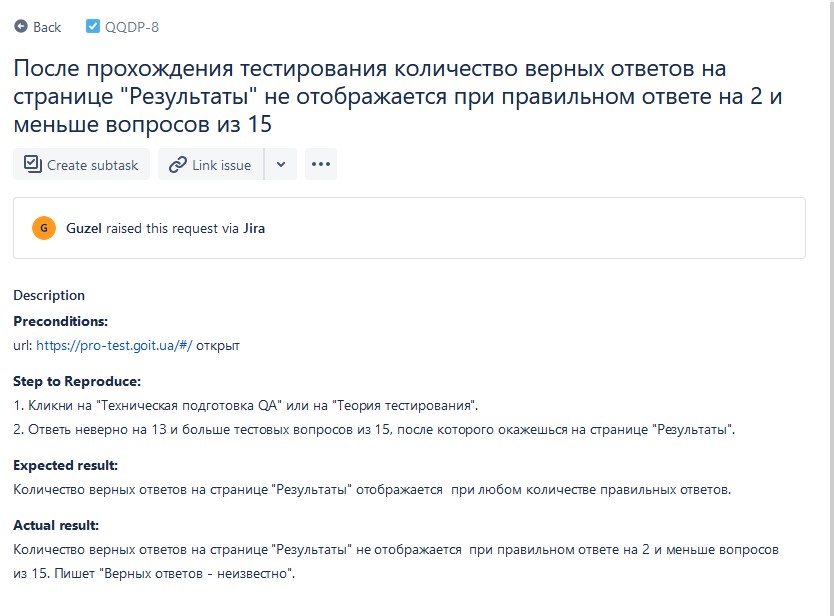 Back QQDP-8
После прохождения тестирования количество верных ответов на
странице "Результаты" не отображается при правильном ответе на 2 и
меньше вопросов из 15
Create subtask Link issue
G Guzel raised this request via Jira
Description
Preconditions:
url: https://pro-test.goit.ua/#/ открыт
Step to Reproduce:
1. Кликни на "Техническая подготовка QA" или на "Теория тестирования".
2. Ответь неверно на 13 и больше тестовых вопросов из 15, после которого окажешься на странице "Результаты".
Expected result:
Количество верных ответов на странице "Результаты" отображается  при любом количестве правильных ответов.
Actual result:
Количество верных ответов на странице "Результаты" не отображается  при правильном ответе на 2 и меньше вопросов
из 15. Пишет "Верных ответов - неизвестно".